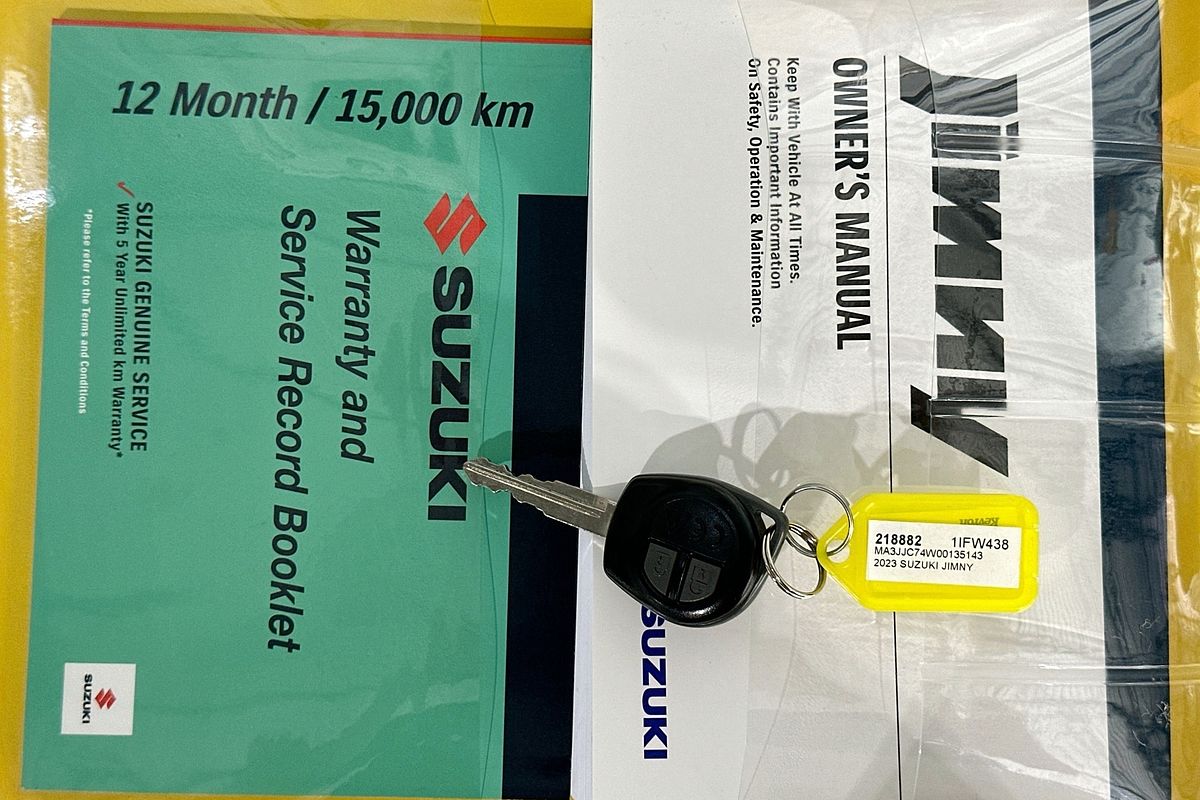 12 Month / 15,000 km
SUZUKI
Warranty and
Service Record Booklet
✓ SUZUKI GENUINE SERVICE
With 5 Year Unlimited km Warranty*
*Please refer to the Terms and Conditions
SUZUKI
Jimny
OWNER'S MANUAL
Keep With Vehicle At All Times.
Contains Important Information
On Safety, Operation & Maintenance.
SUZUKI
Kevron
218882 1IFW438
MA3JJC74W00135143
2023 SUZUKI JIMNY